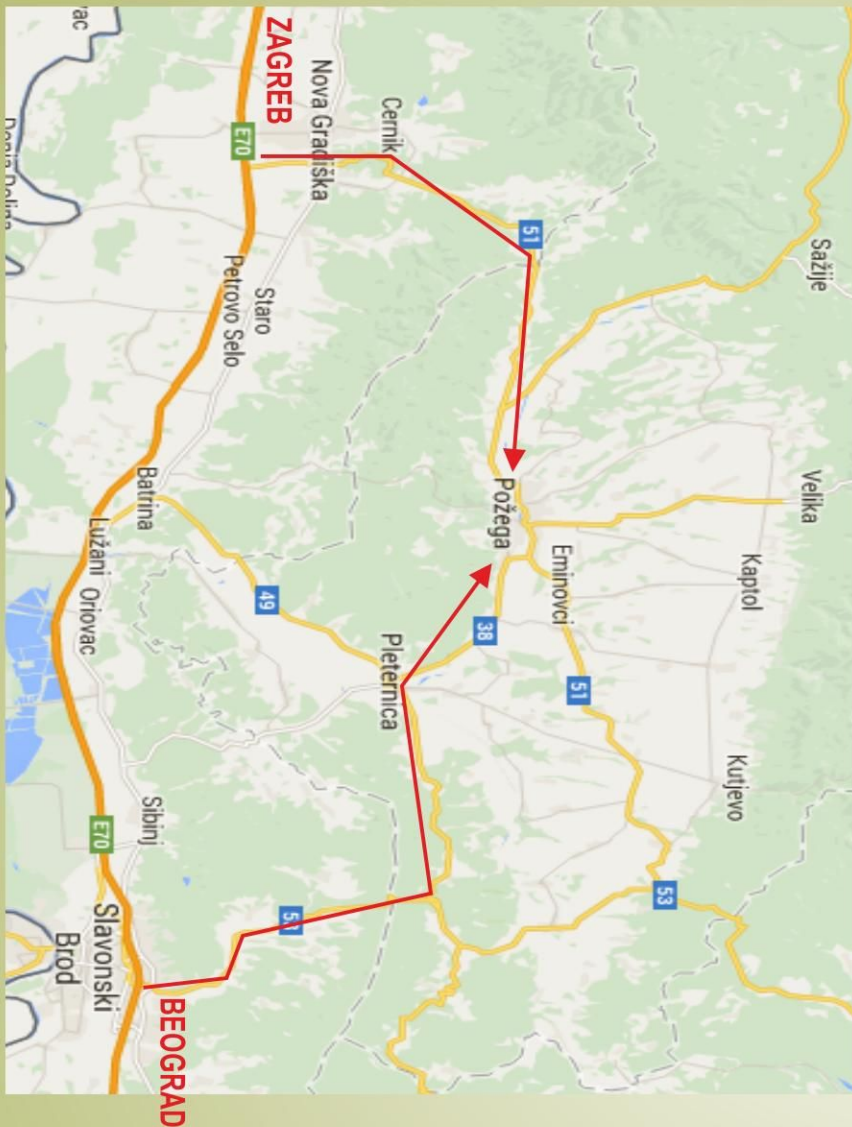 Sažije
Velika
Kaptol
Kutjevo
53
51
Eminovci
51
Požega
38
Cernik
Pleternica
Nova Gradiška
ZAGREB
49
Staro
Petrovo Selo
E70
BEOGRAD
Sibinj
Batrina
Lužani
Oriovac
E70
Slavonski
Brod
vac